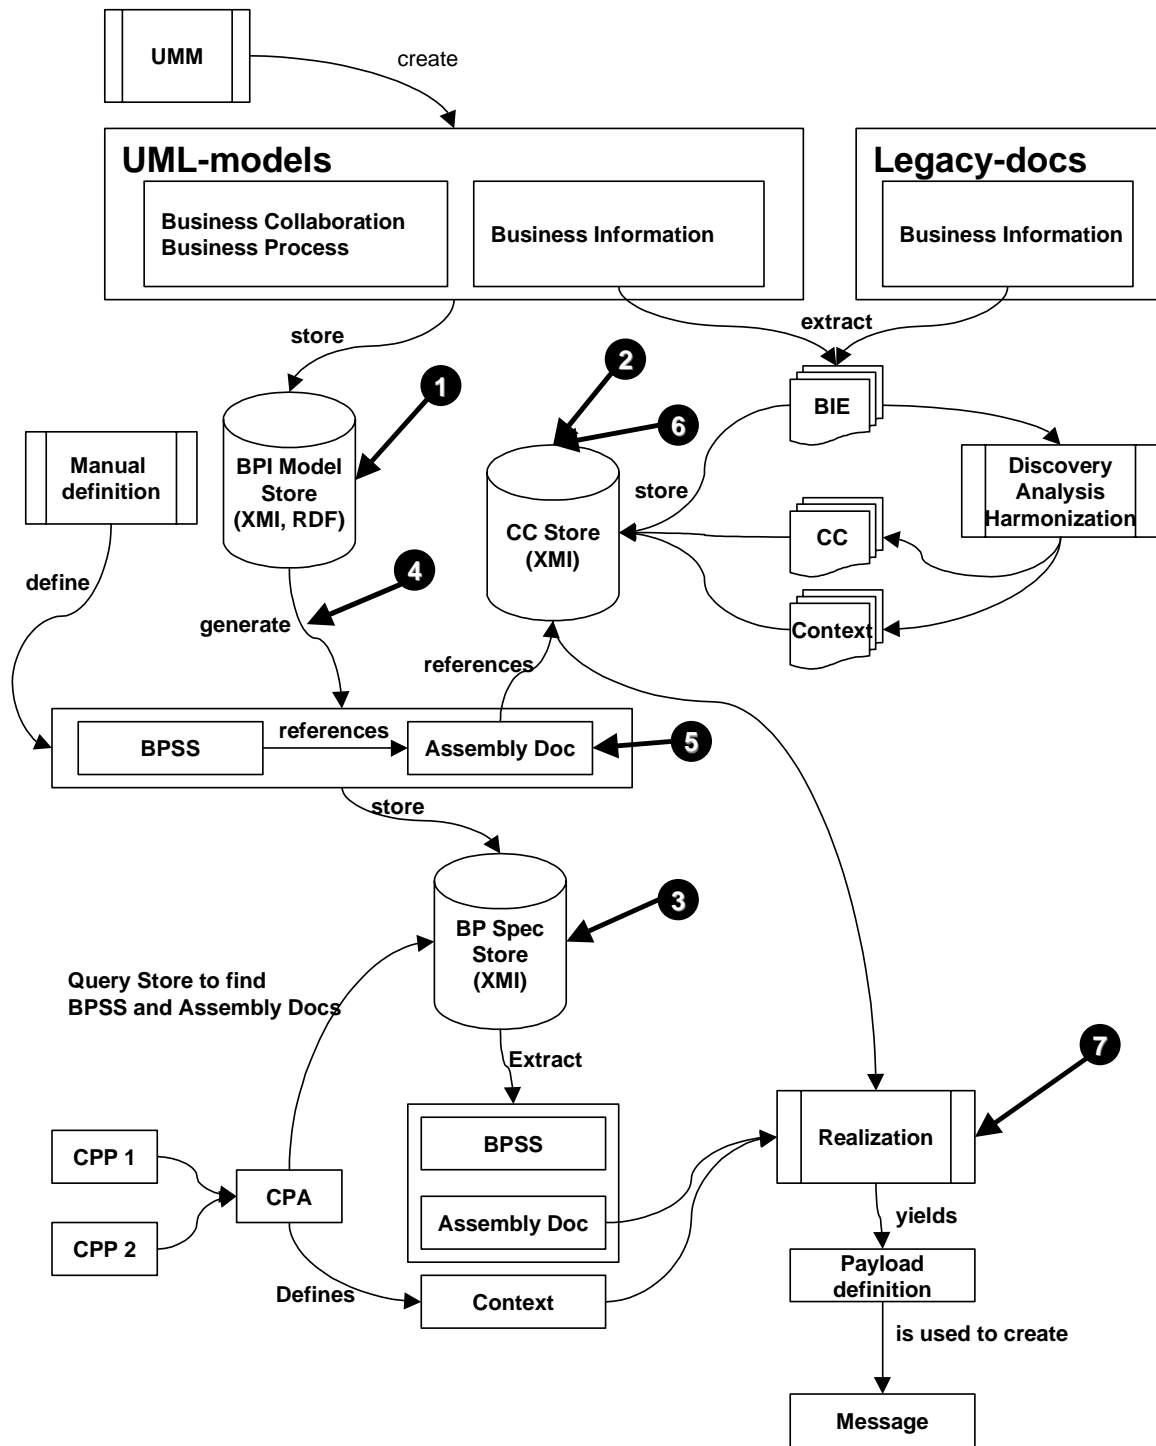 UMM
create
UML-models
Legacy-docs
Business Collaboration
Business Process
Business Information
Business Information
store
extract
1
2
6
BIE
Manual
definition
BPI Model
Store
(XMI, RDF)
store
CC Store
(XMI)
Discovery
Analysis
Harmonization
CC
define
4
generate
Context
references
BPSS
references
Assembly Doc
5
store
3
BP Spec
Store
(XMI)
Query Store to find
BPSS and Assembly Docs
Extract
7
BPSS
Realization
CPP 1
CPA
Assembly Doc
CPP 2
yields
Defines
Context
Payload
definition
is used to create
Message